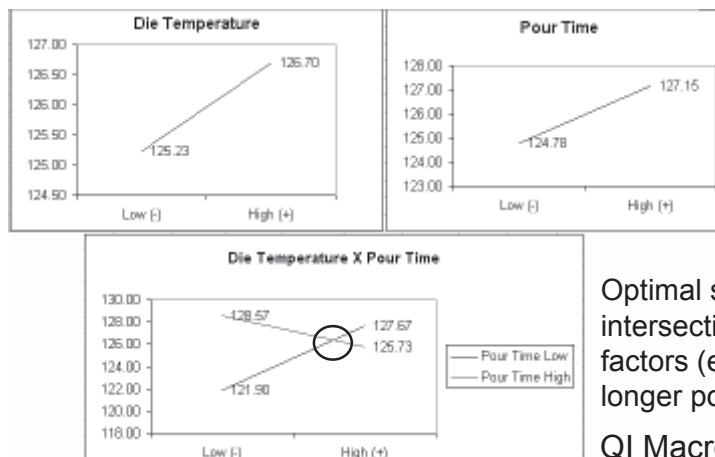 Die Temperature
127.00
126.50
126.00
125.50
125.00
124.50
126.70
125.23
Low (-) High (+)
Pour Time
128.00
127.00
126.00
125.00
124.00
123.00
127.15
124.78
Low (-) High (+)
Die Temperature X Pour Time
130.00
128.00
126.00
124.00
122.00
120.00
118.00
128.57
127.67
125.73
121.90
Low (-) High (+)
Pour Time Low
Pour Time High
Optimal
intersecti
factors (e
longer po
QI Macr